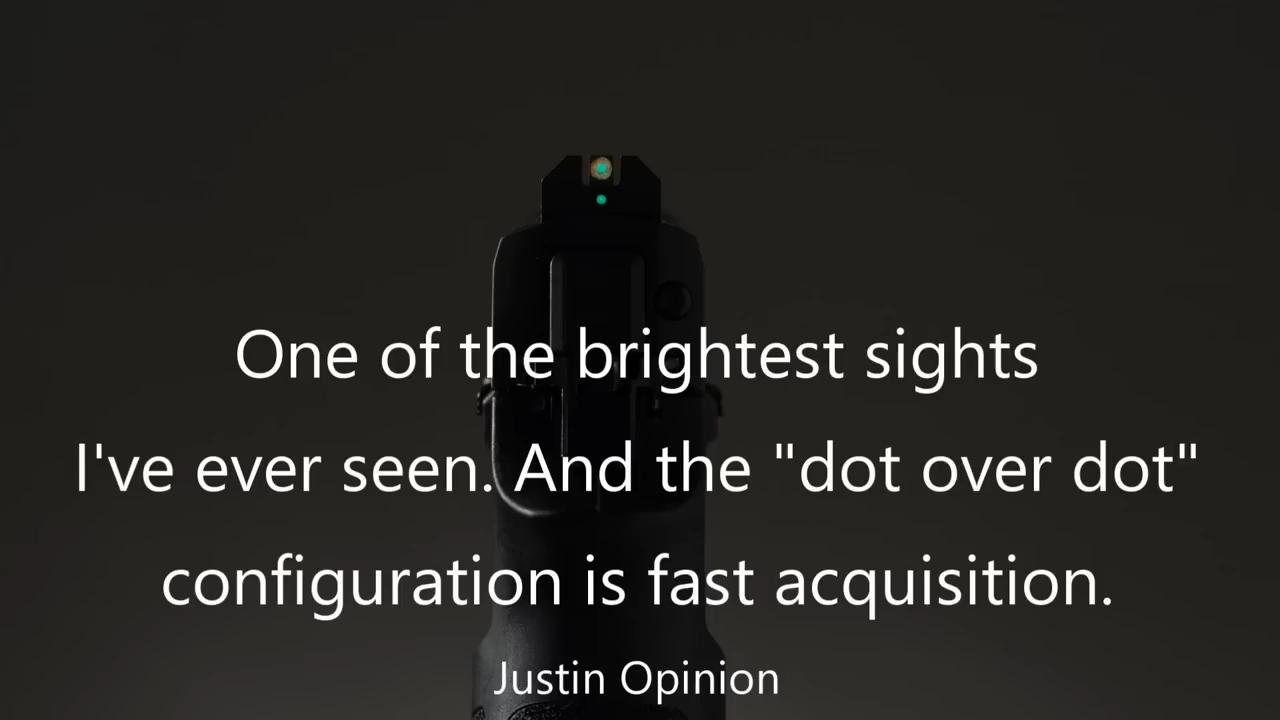 One of the brightest sights
I've ever seen. And the "dot over dot"
configuration is fast acquisition.
Justin Opinion